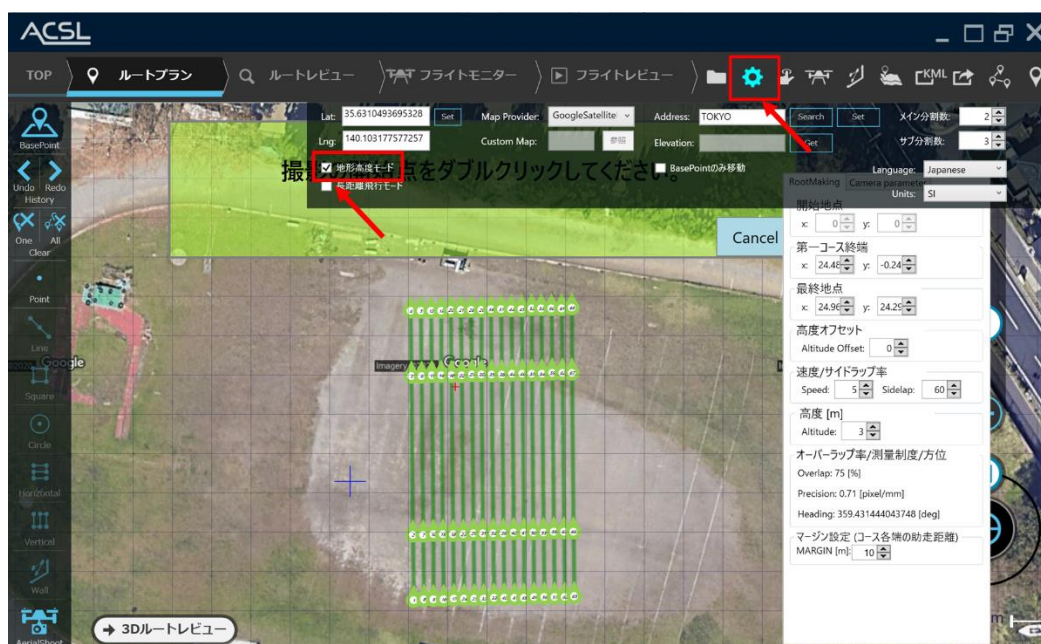 ACSL
TOP
ルートプラン
ルートレビュー
フライトモニター
フライトレビュー
KML
Lat: 35.6310493695328 Set Map Provider: GoogleSatellite Address: TOKYO Search Set メイン分割数: 2
Lng: 140.103177577257 Custom Map: 参照 Elevation: Get サブ分割数: 3
地形高度モード
BasePointのみ移動
Language: Japanese
長距離飛行モード
Units: SI
をダブルクリックしてください。
Cancel
BasePoint
Undo Redo
History
One All
Clear
Point
Line
Square
Circle
Horizontal
Vertical
Wall
AerialShoot
Google
Imagery
Google
3Dルートレビュー
RootMaking Camera parameter
開始地点
x: 0 y: 0
第一コース終端
x: 24.48 y: -0.24
最終地点
x: 24.96 y: 24.29
高度オフセット
Altitude Offset: 0
速度/サイドラップ率
Speed: 5 Sidelap: 60
高度 [m]
Altitude: 3
オーバーラップ率/測量制度/方位
Overlap: 75 [%]
Precision: 0.71 [pixel/mm]
Heading: 359.431444043748 [deg]
マージン設定 (コース各端の助走距離)
MARGIN [m]: 10
m